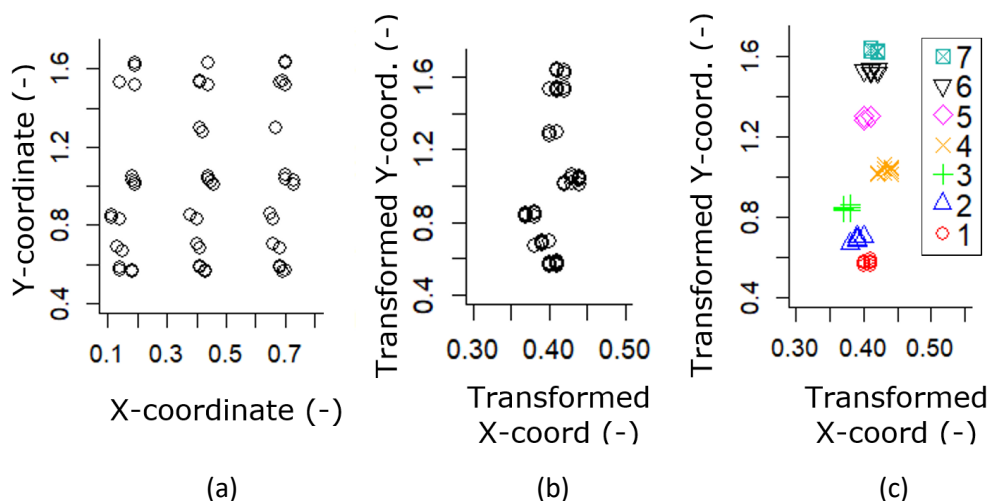 Y-coordinate (-)
0.4 0.8 1.2 1.6
0.1 0.3 0.5 0.7
X-coordinate (-)
(a)
Transformed Y-coord. (-)
0.4 0.8 1.2 1.6
0.30 0.40 0.50
Transformed
X-coord (-)
(b)
Transformed Y-coord. (-)
0.4 0.8 1.2 1.6
7
6
5
4
3
2
1
0.30 0.40 0.50
Transformed
X-coord (-)
(c)